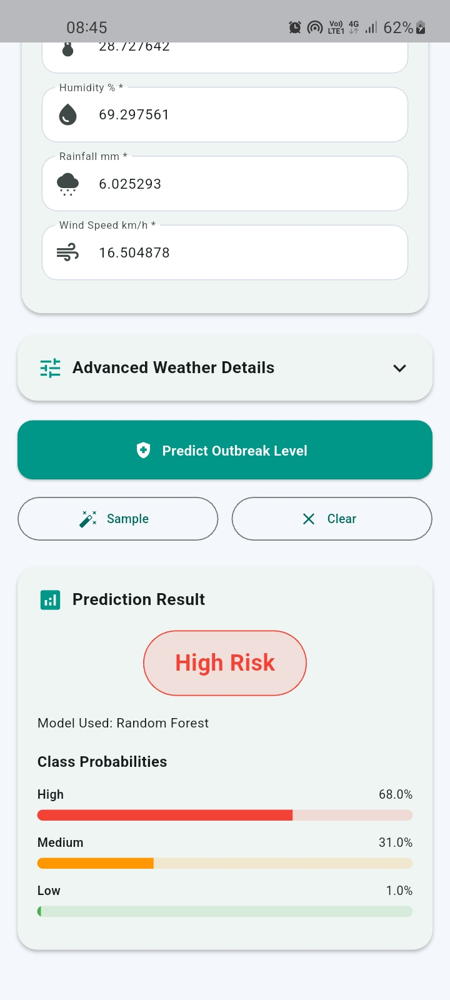 08:45
Vo)) 4G 62%
LTE1
28.727642
Humidity % *
69.297561
Rainfall mm *
6.025293
Wind Speed km/h *
16.504878
Advanced Weather Details
Predict Outbreak Level
Sample Clear
Prediction Result
High Risk
Model Used: Random Forest
Class Probabilities
High 68.0%
Medium 31.0%
Low 1.0%